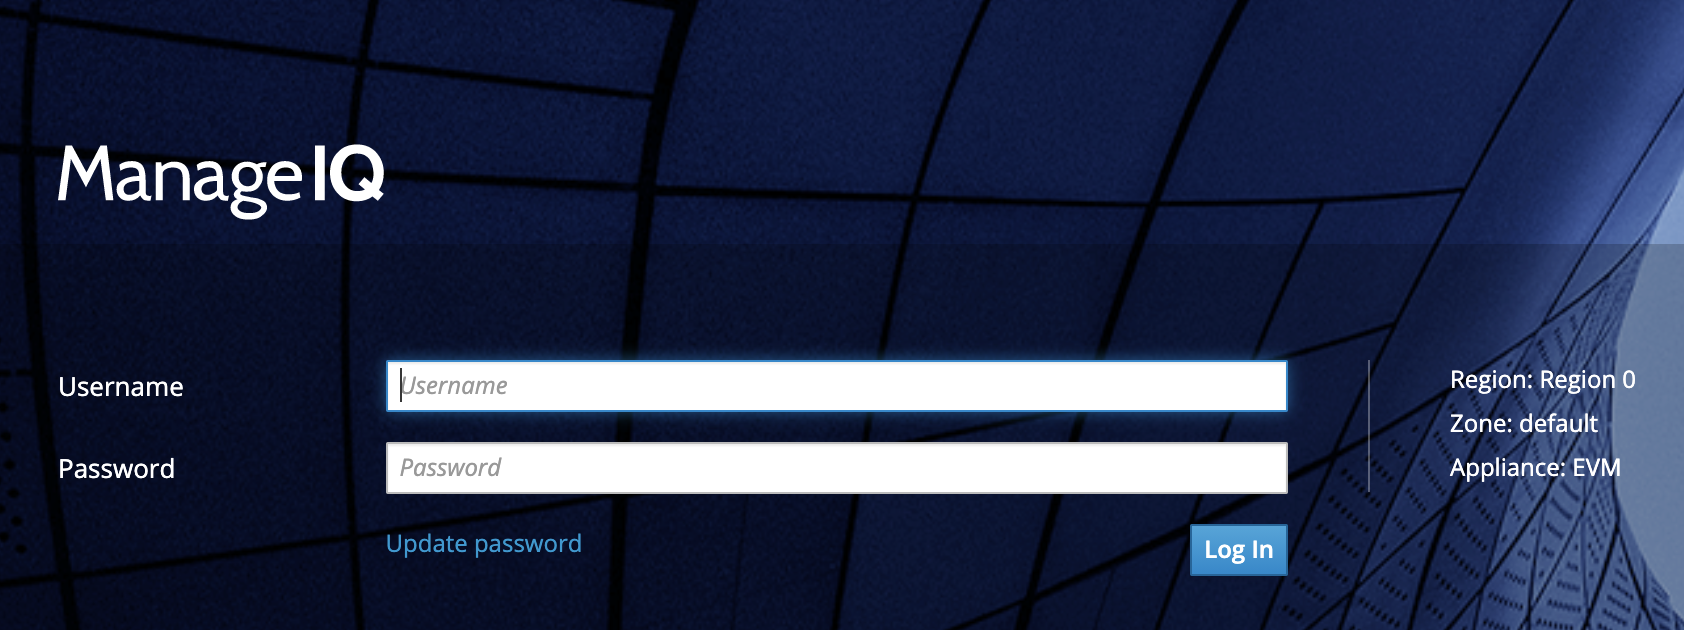 ManageIQ
Username
Username
Password
Password
Update password
Log In
Region: Region 0
Zone: default
Appliance: EVM